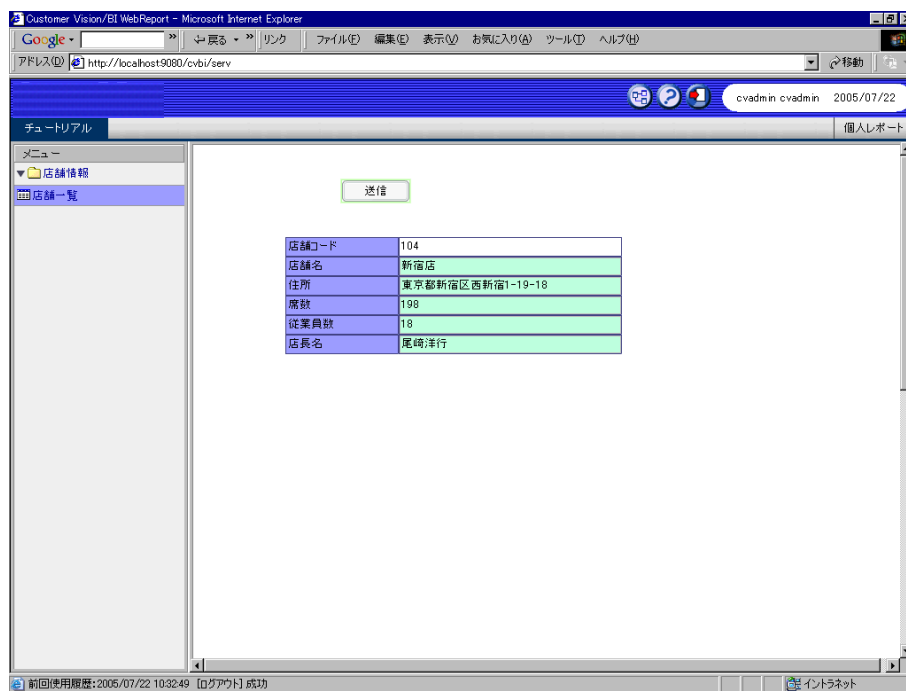 Customer Vision/BI WebReport - Microsoft Internet Explorer
Google
» 戻る » リンク ファイル(F) 編集(E) 表示(V) お気に入り(A) ツール(T) ヘルプ(H)
アドレス(D) http://localhost:9080/cvbi/serv 移動
cvadmin cvadmin 2005/07/22
チュートリアル 個人レポート
メニュー
店舗情報
店舗一覧
送信
店舗コード 104
店舗名 新宿店
住所 東京都新宿区西新宿1-19-18
席数 198
従業員数 18
店長名 尾崎洋行
前回使用履歴:2005/07/22 10:32:49 [ログアウト] 成功 イントラネット